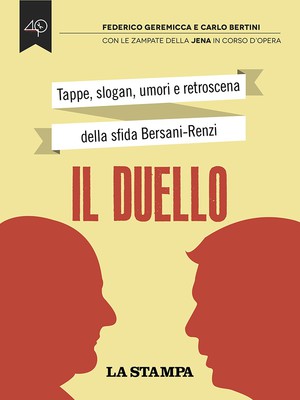 40
FEDERICO GEREMICCA E CARLO BERTINI
CON LE ZAMPATE DELLA JENA IN CORSO D'OPERA
Tappe, slogan, umori e retroscena
della sfida Bersani-Renzi
IL DUELLO
LA STAMPA